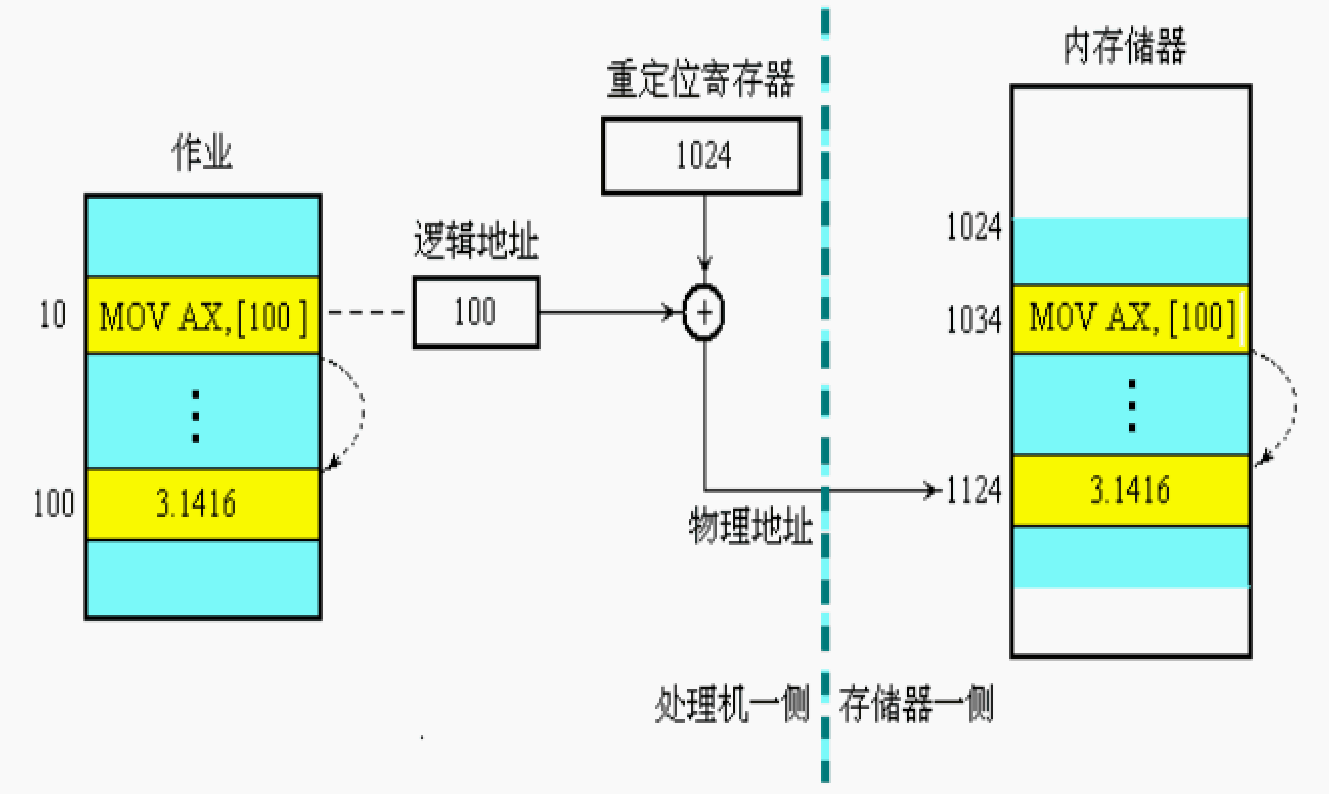 内存储器
重定位寄存器
1024
作业
逻辑地址
1024
10
MOV AX,[100 ]
100
+
1034
MOV AX, [100]
100
3.1416
1124
3.1416
物理地址
处理机一侧
存储器一侧